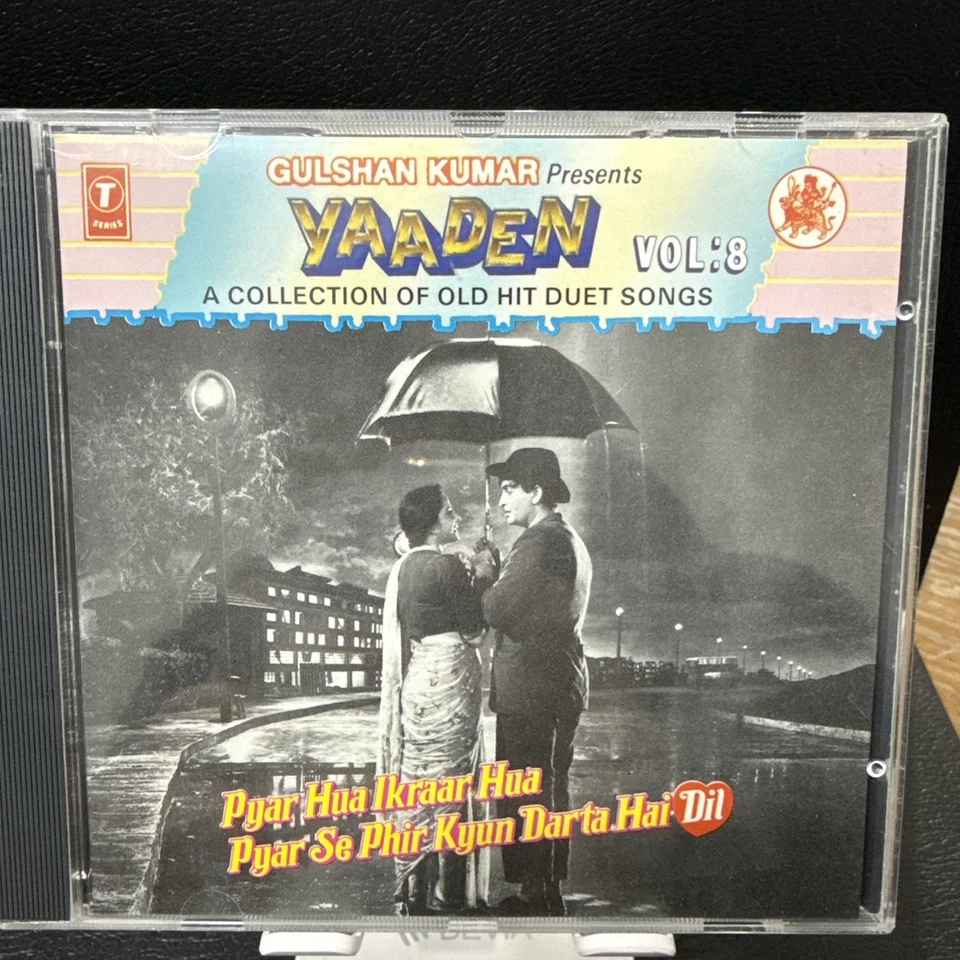 GULSHAN KUMAR Presents
T
SERIES
YAADEN
VOL:8
A COLLECTION OF OLD HIT DUET SONGS
Pyar Hua Ikraar Hua
Pyar Se Phir Kyun Darta Hai Dil